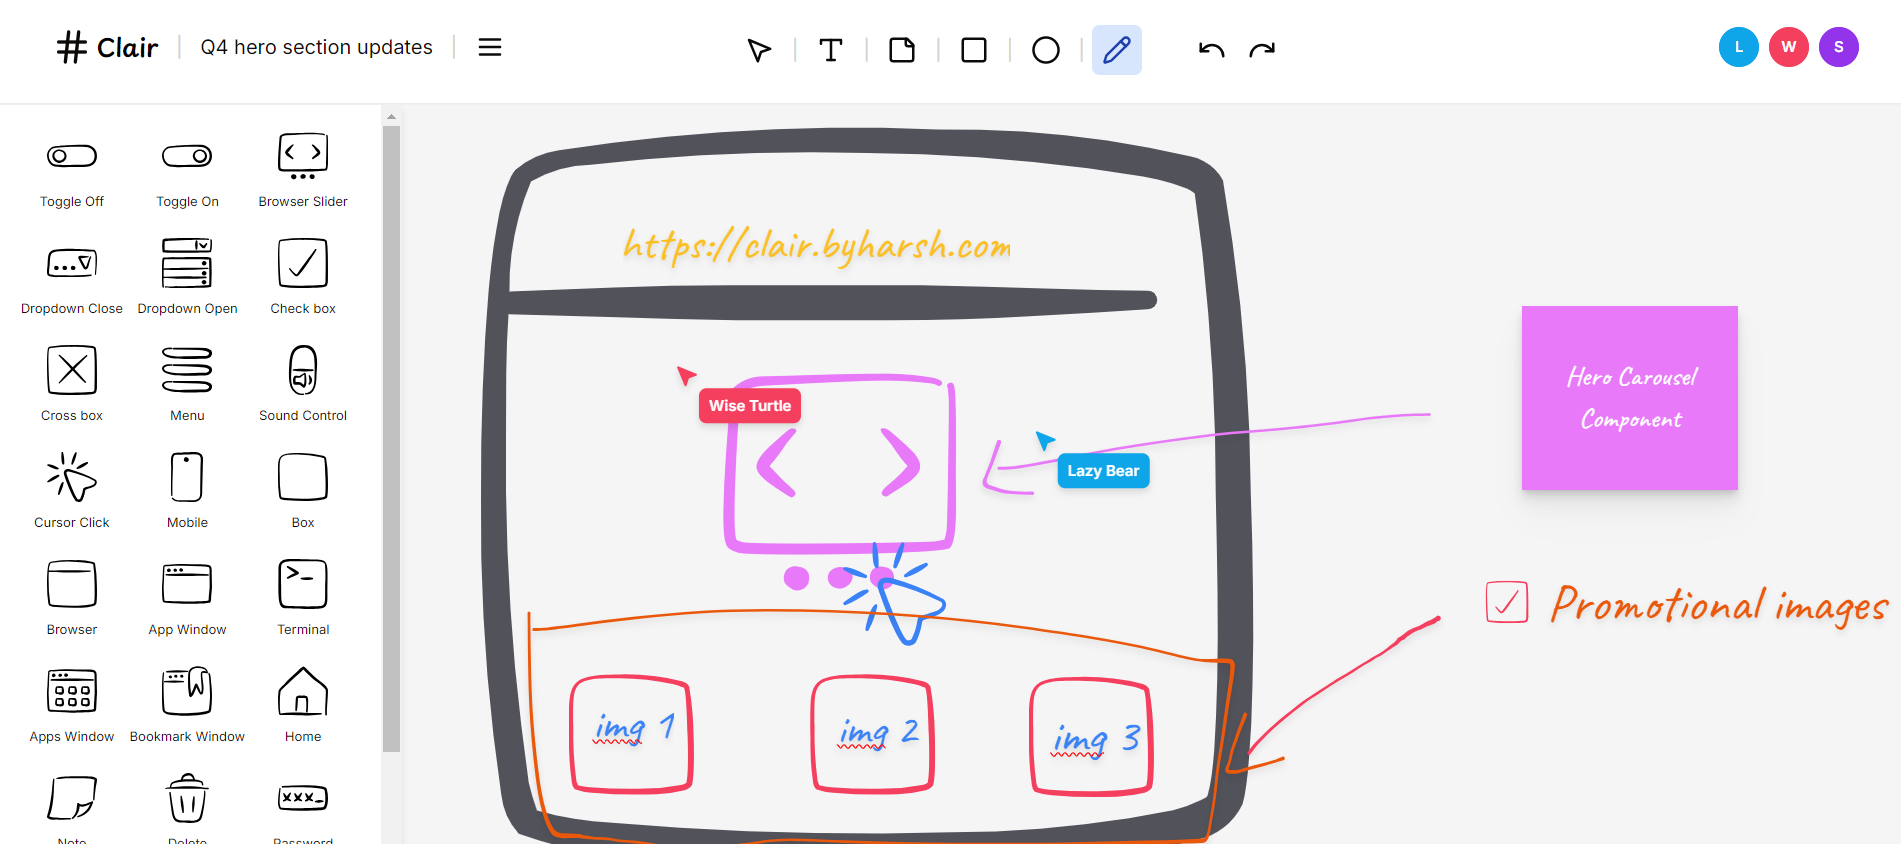 Clair
Q4 hero section updates
T
L
W
S
Toggle Off
Toggle On
Browser Slider
Dropdown Close
Dropdown Open
Check box
Cross box
Menu
Sound Control
Cursor Click
Mobile
Box
Browser
App Window
Terminal
Apps Window
Bookmark Window
Home
Note
Delete
Password
https://clair.byharsh.com
Wise Turtle
Lazy Bear
Hero Carousel
Component
Promotional images
img 1
img 2
img 3